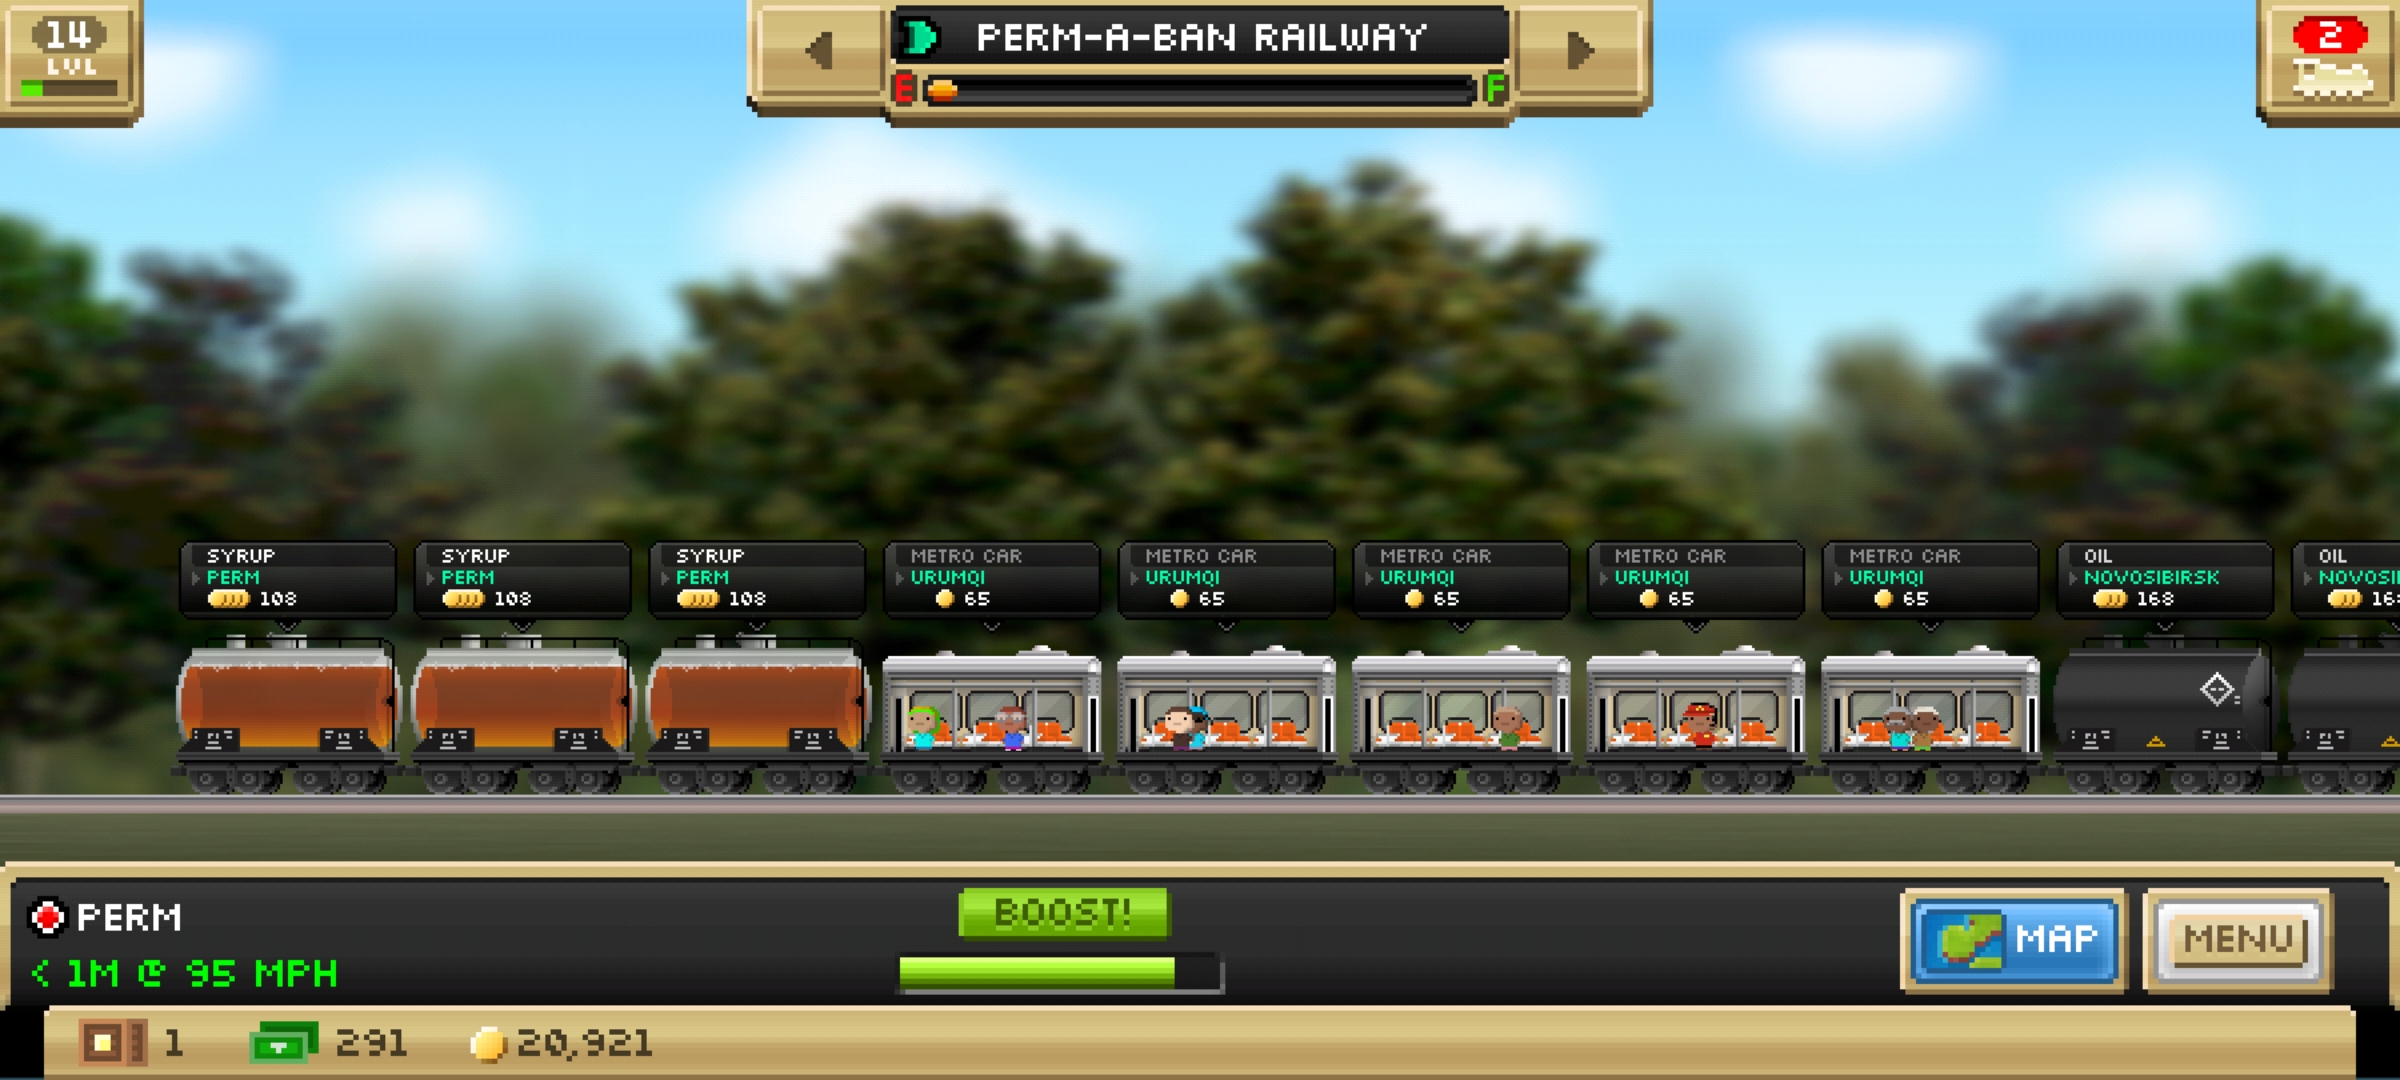 14
LVL
PERM-A-BAN RAILWAY
E F
2
SYRUP
PERM
108
SYRUP
PERM
108
SYRUP
PERM
108
METRO CAR
URUMQI
65
METRO CAR
URUMQI
65
METRO CAR
URUMQI
65
METRO CAR
URUMQI
65
METRO CAR
URUMQI
65
OIL
NOVOSIBIRSK
168
OIL
PERM
< 1M @ 95 MPH
BOOST!
MAP
MENU
1
291
20,921